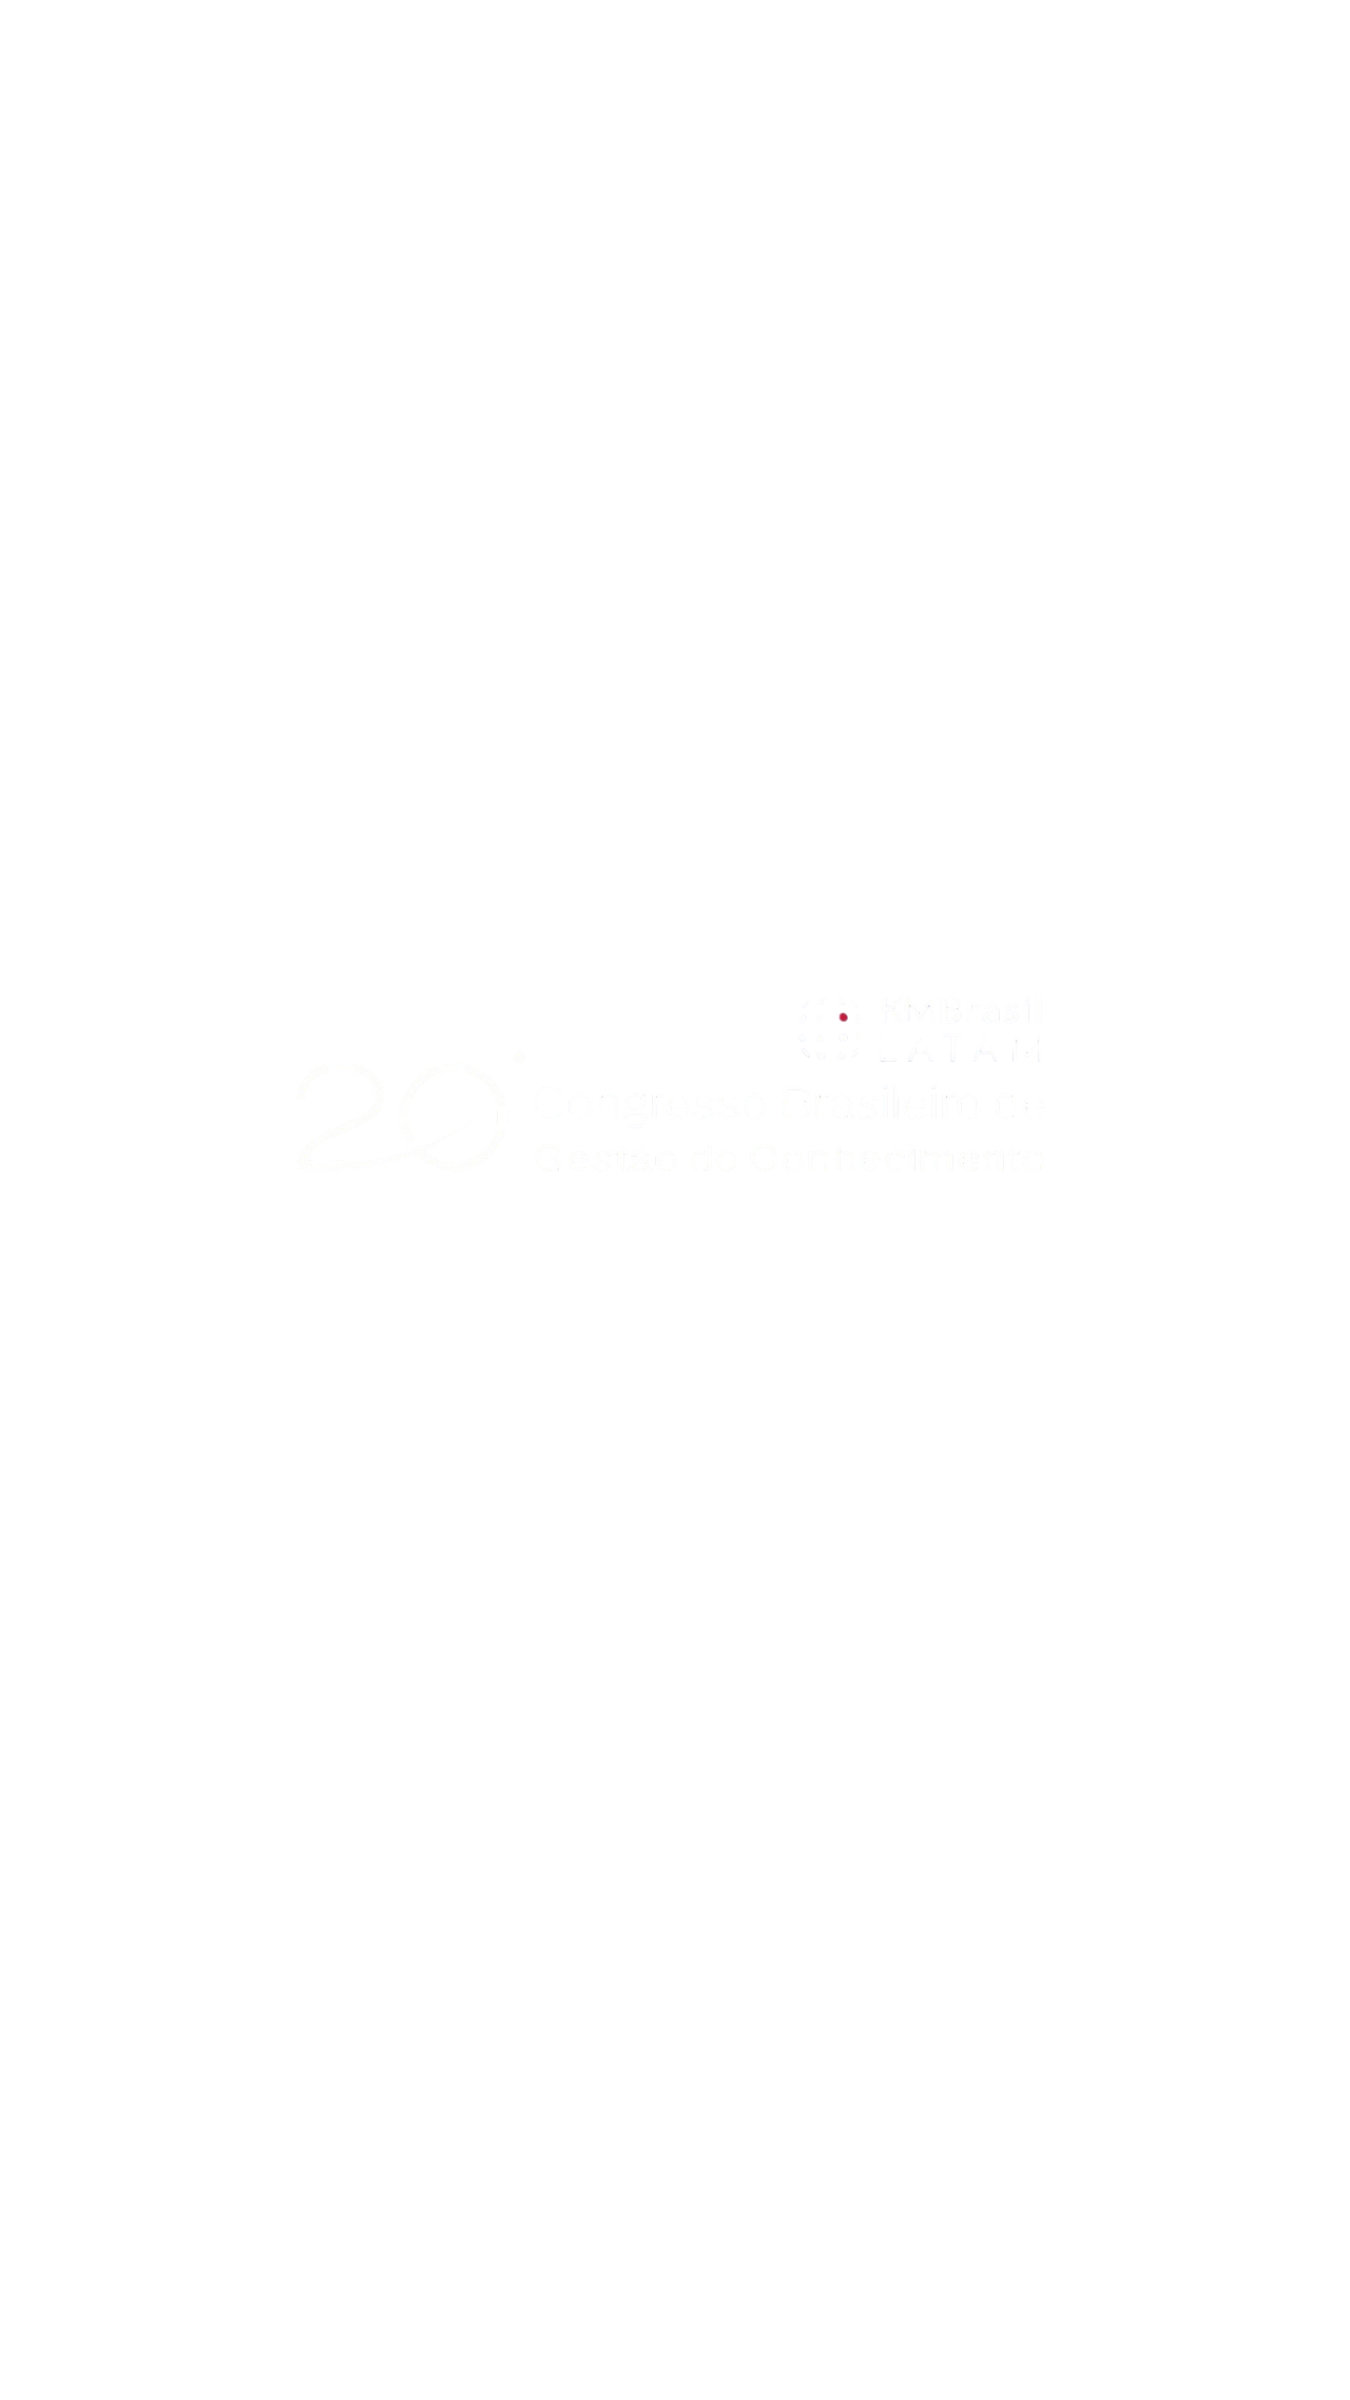 KMBrasil
LATAM
20°
Congresso Brasileiro de
Gestão do Conhecimento